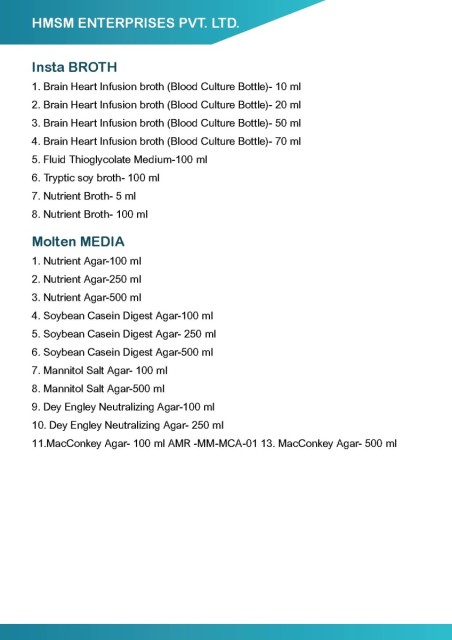 HMSM ENTERPRISES PVT. LTD.
Insta BROTH
1. Brain Heart Infusion broth (Blood Culture Bottle)- 10 ml
2. Brain Heart Infusion broth (Blood Culture Bottle)- 20 ml
3. Brain Heart Infusion broth (Blood Culture Bottle)- 50 ml
4. Brain Heart Infusion broth (Blood Culture Bottle)- 70 ml
5. Fluid Thioglycolate Medium-100 ml
6. Tryptic soy broth- 100 ml
7. Nutrient Broth- 5 ml
8. Nutrient Broth- 100 ml
Molten MEDIA
1. Nutrient Agar-100 ml
2. Nutrient Agar-250 ml
3. Nutrient Agar-500 ml
4. Soybean Casein Digest Agar-100 ml
5. Soybean Casein Digest Agar- 250 ml
6. Soybean Casein Digest Agar-500 ml
7. Mannitol Salt Agar- 100 ml
8. Mannitol Salt Agar-500 ml
9. Dey Engley Neutralizing Agar-100 ml
10. Dey Engley Neutralizing Agar- 250 ml
11.MacConkey Agar- 100 ml AMR -MM-MCA-01 13. MacConkey Agar- 500 ml